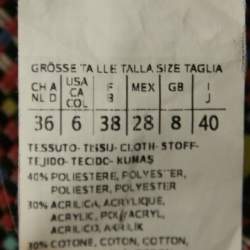 GRÖSSE TAILLE TALLA SIZE TAGLIA
CH A USA F MEX GB I
NL D CA B J
COL
36 6 38 28 8 40
TESSUTO- TISSU- CLOTH- STOFF-
TEJIDO- TECIDO- KUMAŞ
40% POLIESTERE, POLYESTER,
POLIESTER, POLYESTER
30% ACRILICA, ACRYLIQUE,
ACRYLIC, POLYACRYL,
ACRILICO, AKRILIK
30% COTONE, COTON, COTTON,